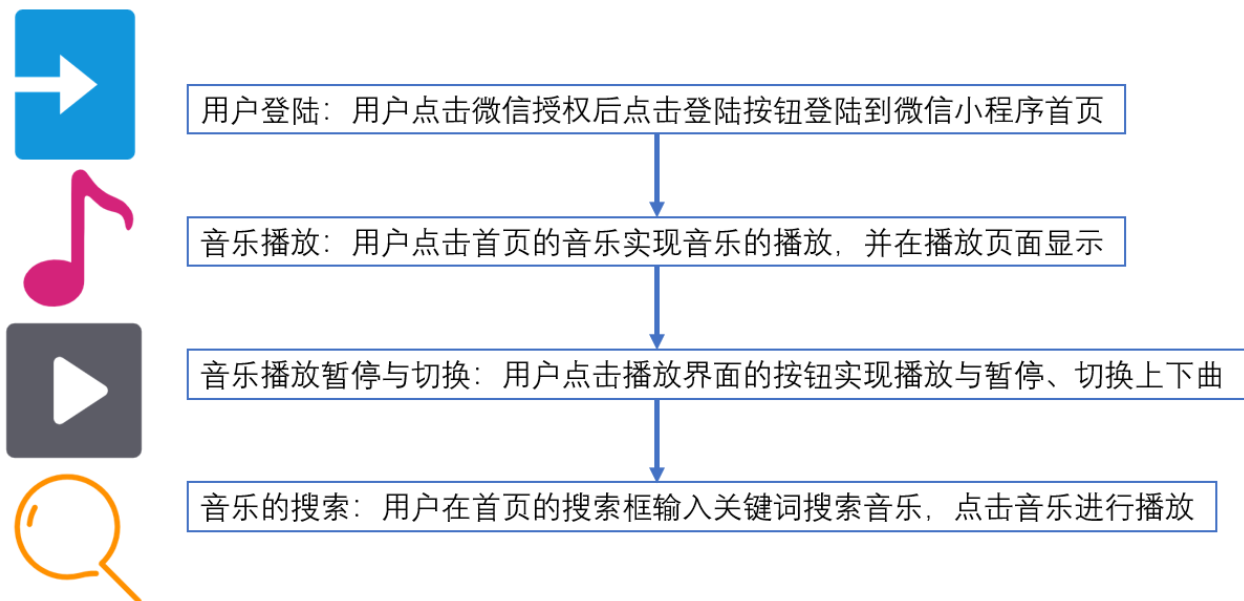 用户登陆：用户点击微信授权后点击登陆按钮登陆到微信小程序首页
音乐播放：用户点击首页的音乐实现音乐的播放，并在播放页面显示
音乐播放暂停与切换：用户点击播放界面的按钮实现播放与暂停、切换上下曲
音乐的搜索：用户在首页的搜索框输入关键词搜索音乐，点击音乐进行播放